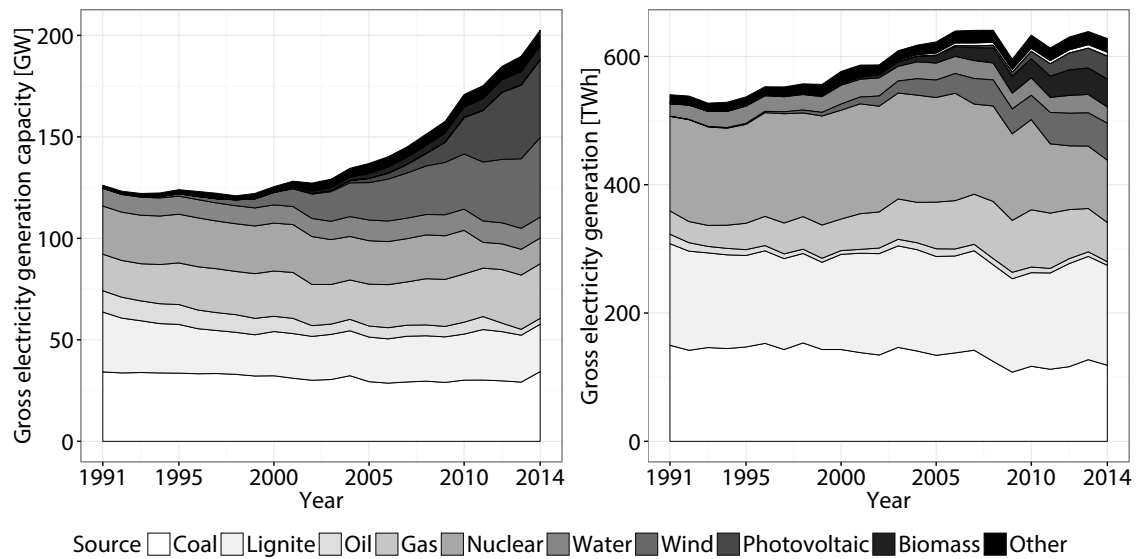 Gross electricity generation capacity [GW]
200
150
100
50
0
1991 1995 2000 2005 2010 2014
Year
Gross electricity generation [TWh]
600
400
200
0
1991 1995 2000 2005 2010 2014
Year
Source Coal Lignite Oil Gas Nuclear Water Wind Photovoltaic Biomass Other